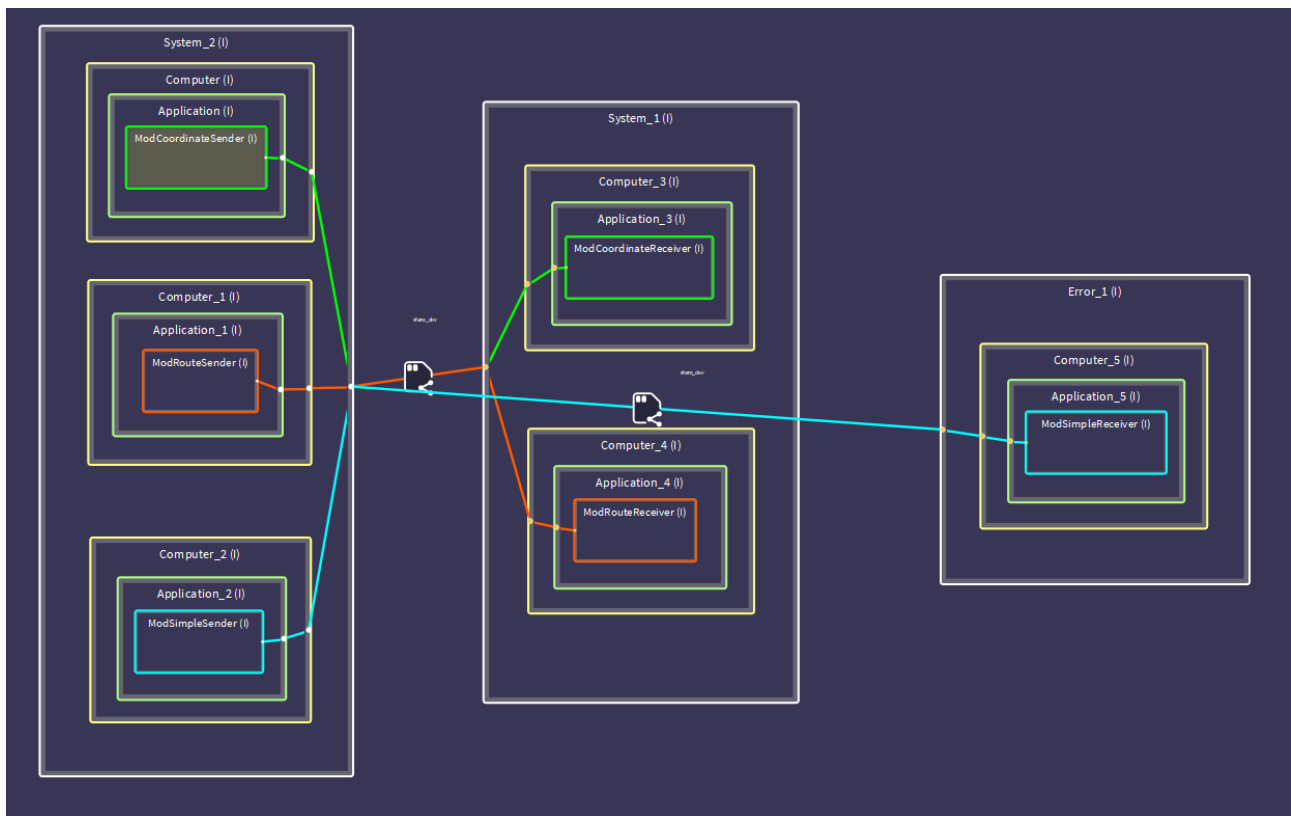 System_2 (I)
Computer (I)
Application (I)
ModCoordinateSender (I)
Computer_1 (I)
Application_1 (I)
ModRouteSender (I)
Computer_2 (I)
Application_2 (I)
ModSimpleSender (I)
System_1 (I)
Computer_3 (I)
Application_3 (I)
ModCoordinateReceiver (I)
Computer_4 (I)
Application_4 (I)
ModRouteReceiver (I)
Error_1 (I)
Computer_5 (I)
Application_5 (I)
ModSimpleReceiver (I)